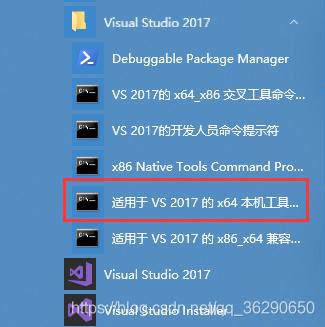 Visual Studio 2017
Debuggable Package Manager
VS 2017的 x64_x86 交叉工具命令...
VS 2017的开发人员命令提示符
x86 Native Tools Command Pro...
适用于 VS 2017 的 x64 本机工具...
适用于 VS 2017 的 x86_x64 兼容...
Visual Studio 2017
Visual Studio Installer
https://blog.csdn.net/qq_36290650